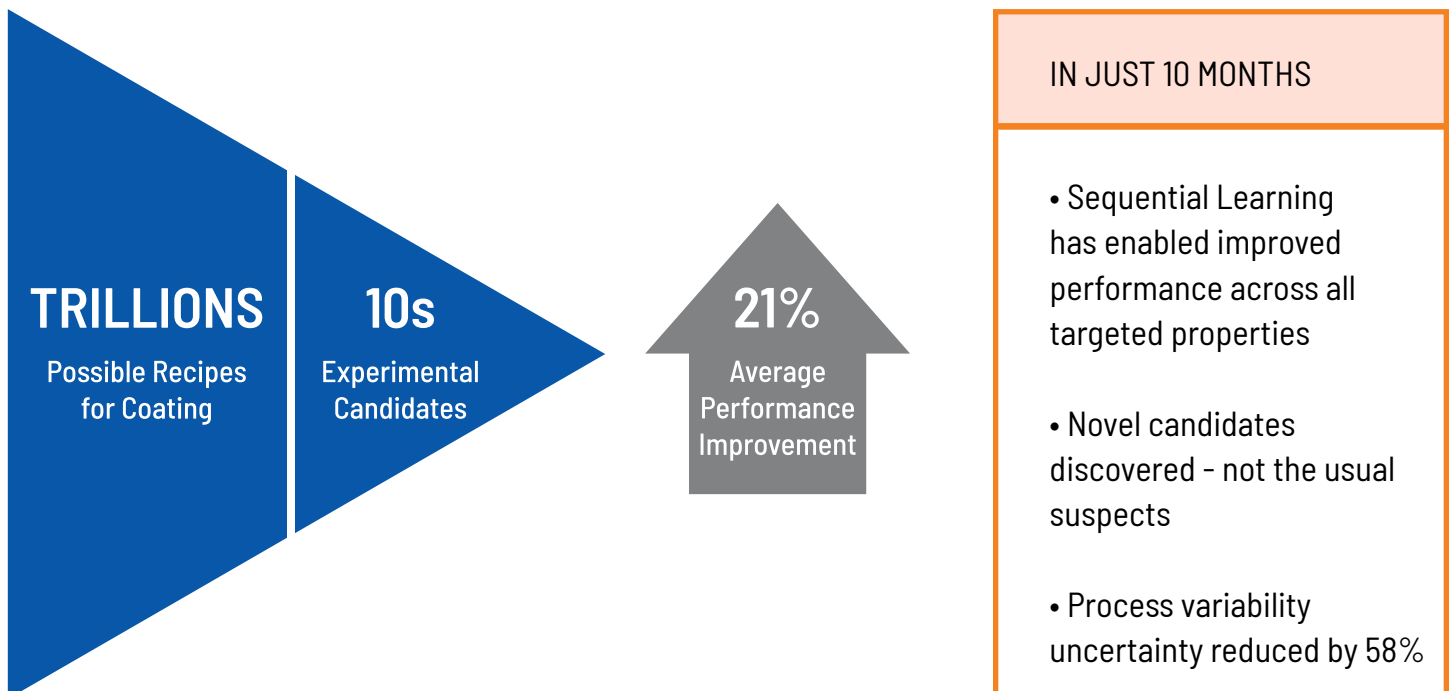 TRILLIONS
Possible Recipes
for Coating
10s
Experimental
Candidates
21%
Average
Performance
Improvement
IN JUST 10 MONTHS
• Sequential Learning
has enabled improved
performance across all
targeted properties
• Novel candidates
discovered - not the usual
suspects
• Process variability
uncertainty reduced by 58%